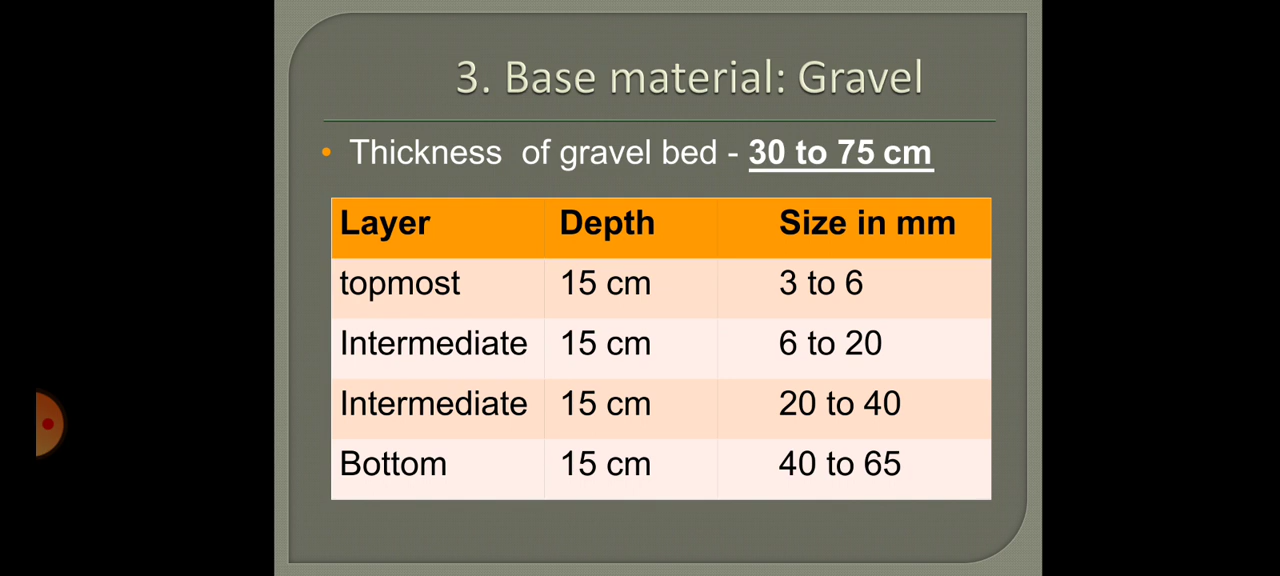 3. Base material: Gravel
• Thickness of gravel bed - 30 to 75 cm
Layer Depth Size in mm
topmost 15 cm 3 to 6
Intermediate 15 cm 6 to 20
Intermediate 15 cm 20 to 40
Bottom 15 cm 40 to 65